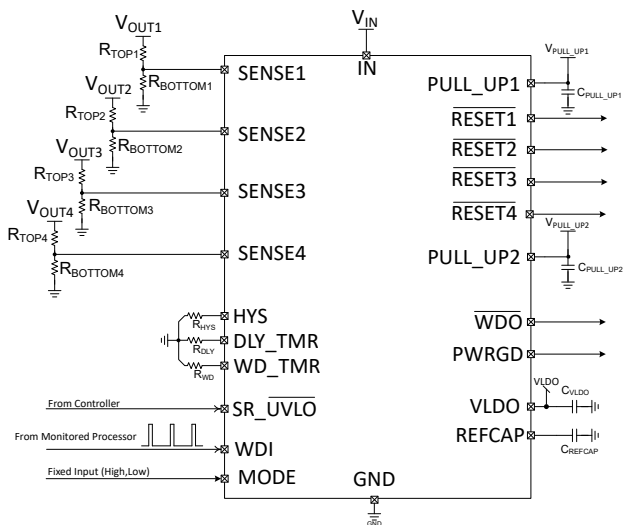 VIN
VOUT1
RTOP1
RBOTTOM1
SENSE1
IN
PULL_UP1
VPULL_UP1
CPULL_UP1
VOUT2
RTOP2
RBOTTOM2
SENSE2
RESET1
RESET2
VOUT3
RTOP3
RBOTTOM3
SENSE3
RESET3
RESET4
VOUT4
RTOP4
RBOTTOM4
SENSE4
PULL_UP2
VPULL_UP2
CPULL_UP2
RHYS
HYS
RDLY
DLY_TMR
RWD
WD_TMR
WDO
PWRGD
From Controller
SR_UVLO
VLDO
VLDO
CVLDO
From Monitored Processor
WDI
REFCAP
CREFCAP
Fixed Input (High,Low)
MODE
GND
GND